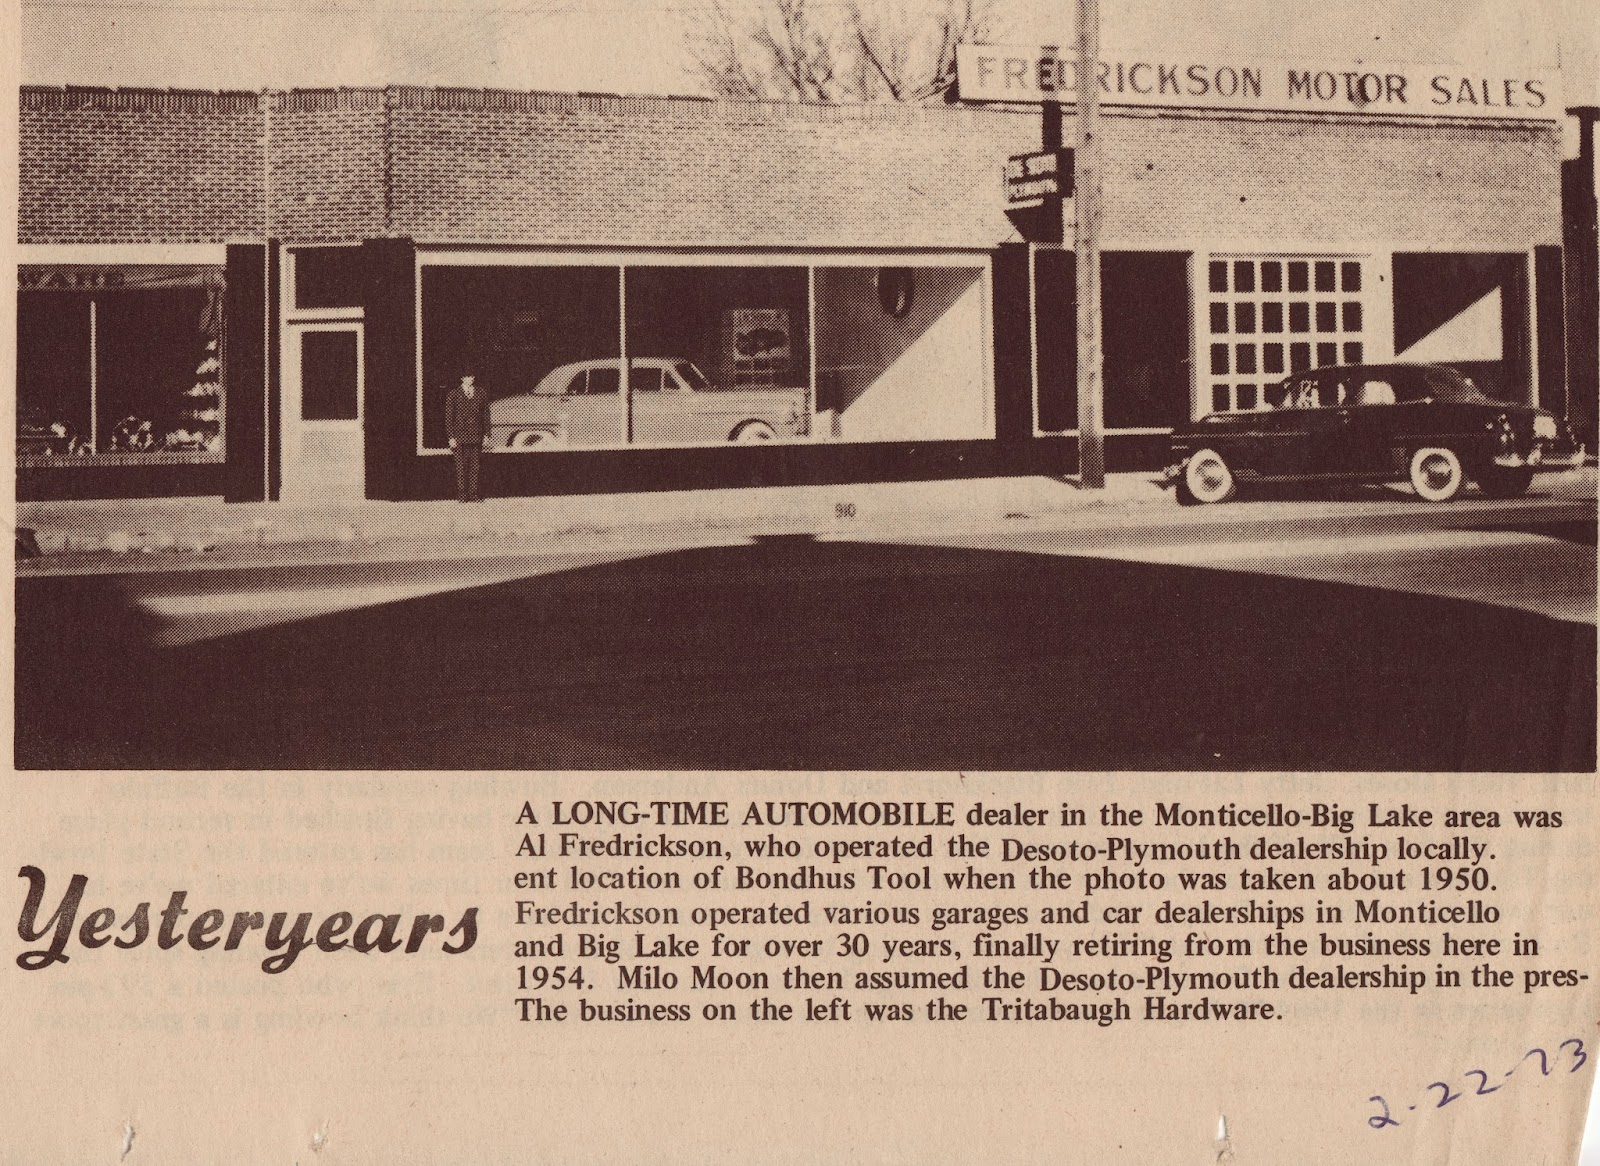 FREDRICKSON MOTOR SALES
DE SOTO
PLYMOUTH
WARE
910
Yesteryears
A LONG-TIME AUTOMOBILE dealer in the Monticello-Big Lake area was
Al Fredrickson, who operated the Desoto-Plymouth dealership locally.
ent location of Bondhus Tool when the photo was taken about 1950.
Fredrickson operated various garages and car dealerships in Monticello
and Big Lake for over 30 years, finally retiring from the business here in
1954. Milo Moon then assumed the Desoto-Plymouth dealership in the pres-
The business on the left was the Tritabaugh Hardware.
2-22-73